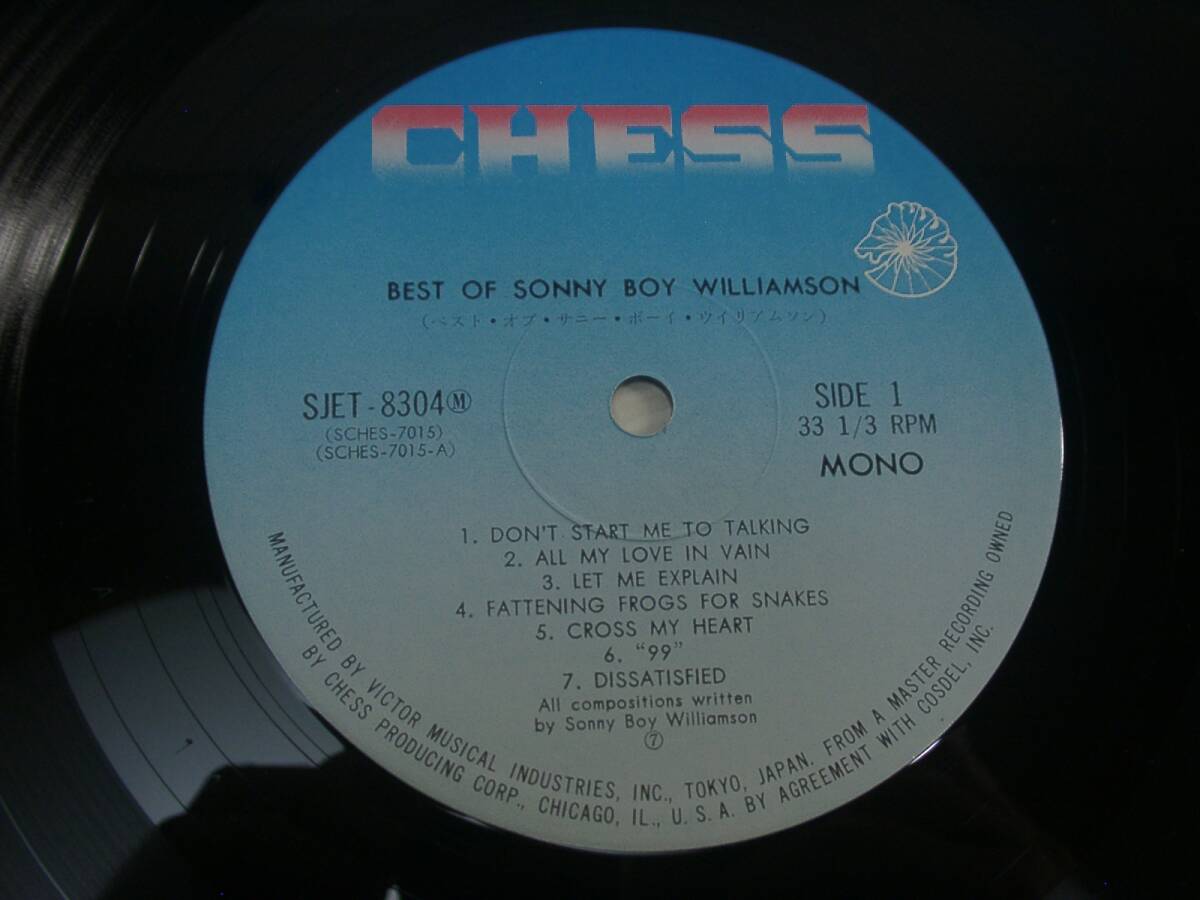 CHESS
BEST OF SONNY BOY WILLIAMSON
(ベスト・オブ・サニー・ボーイ・ウイリアムソン)
SJET-8304Ⓜ
(SCHES-7015)
(SCHES-7015-A)
SIDE 1
33 1/3 RPM
MONO
1. DON'T START ME TO TALKING
2. ALL MY LOVE IN VAIN
3. LET ME EXPLAIN
4. FATTENING FROGS FOR SNAKES
5. CROSS MY HEART
6. "99"
7. DISSATISFIED
All compositions written
by Sonny Boy Williamson
⑦
MANUFACTURED BY VICTOR MUSICAL INDUSTRIES, INC., TOKYO, JAPAN. FROM A MASTER RECORDING OWNED
BY CHESS PRODUCING CORP., CHICAGO, IL., U.S.A. BY AGREEMENT WITH COSDEL, INC.